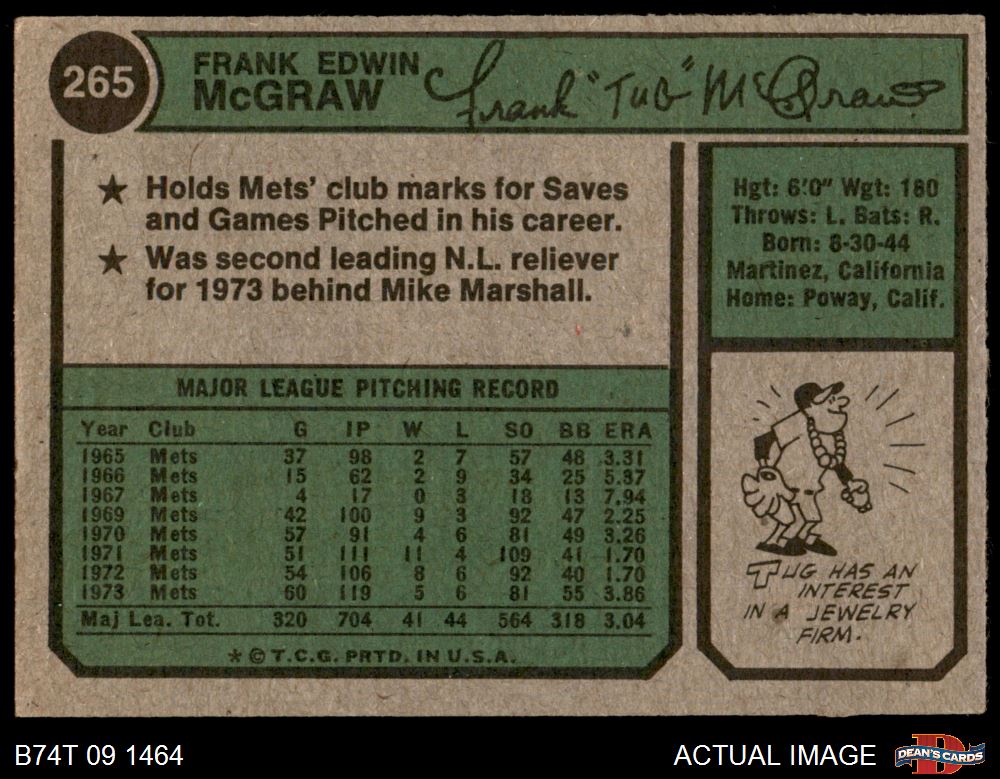 265
FRANK EDWIN
McGRAW
Frank "Tug" McGraw
★ Holds Mets' club marks for Saves
and Games Pitched in his career.
★ Was second leading N.L. reliever
for 1973 behind Mike Marshall.
Hgt: 6'0" Wgt: 180
Throws: L. Bats: R.
Born: 8-30-44
Martinez, California
Home: Poway, Calif.
MAJOR LEAGUE PITCHING RECORD
Year Club G IP W L SO BB ERA
1965 Mets 37 98 2 7 57 48 3.31
1966 Mets 15 62 2 9 34 25 5.37
1967 Mets 4 17 0 3 18 13 7.94
1969 Mets 42 100 9 3 92 47 2.25
1970 Mets 57 91 4 6 81 49 3.26
1971 Mets 51 111 11 4 109 41 1.70
1972 Mets 54 106 8 6 92 40 1.70
1973 Mets 60 119 5 6 81 55 3.86
Maj Lea. Tot. 320 704 41 44 564 318 3.04
* © T.C.G. PRTD. IN U.S.A.
TUG HAS AN
INTEREST
IN A JEWELRY
FIRM.
B74T 09 1464
ACTUAL IMAGE
DEAN'S CARDS